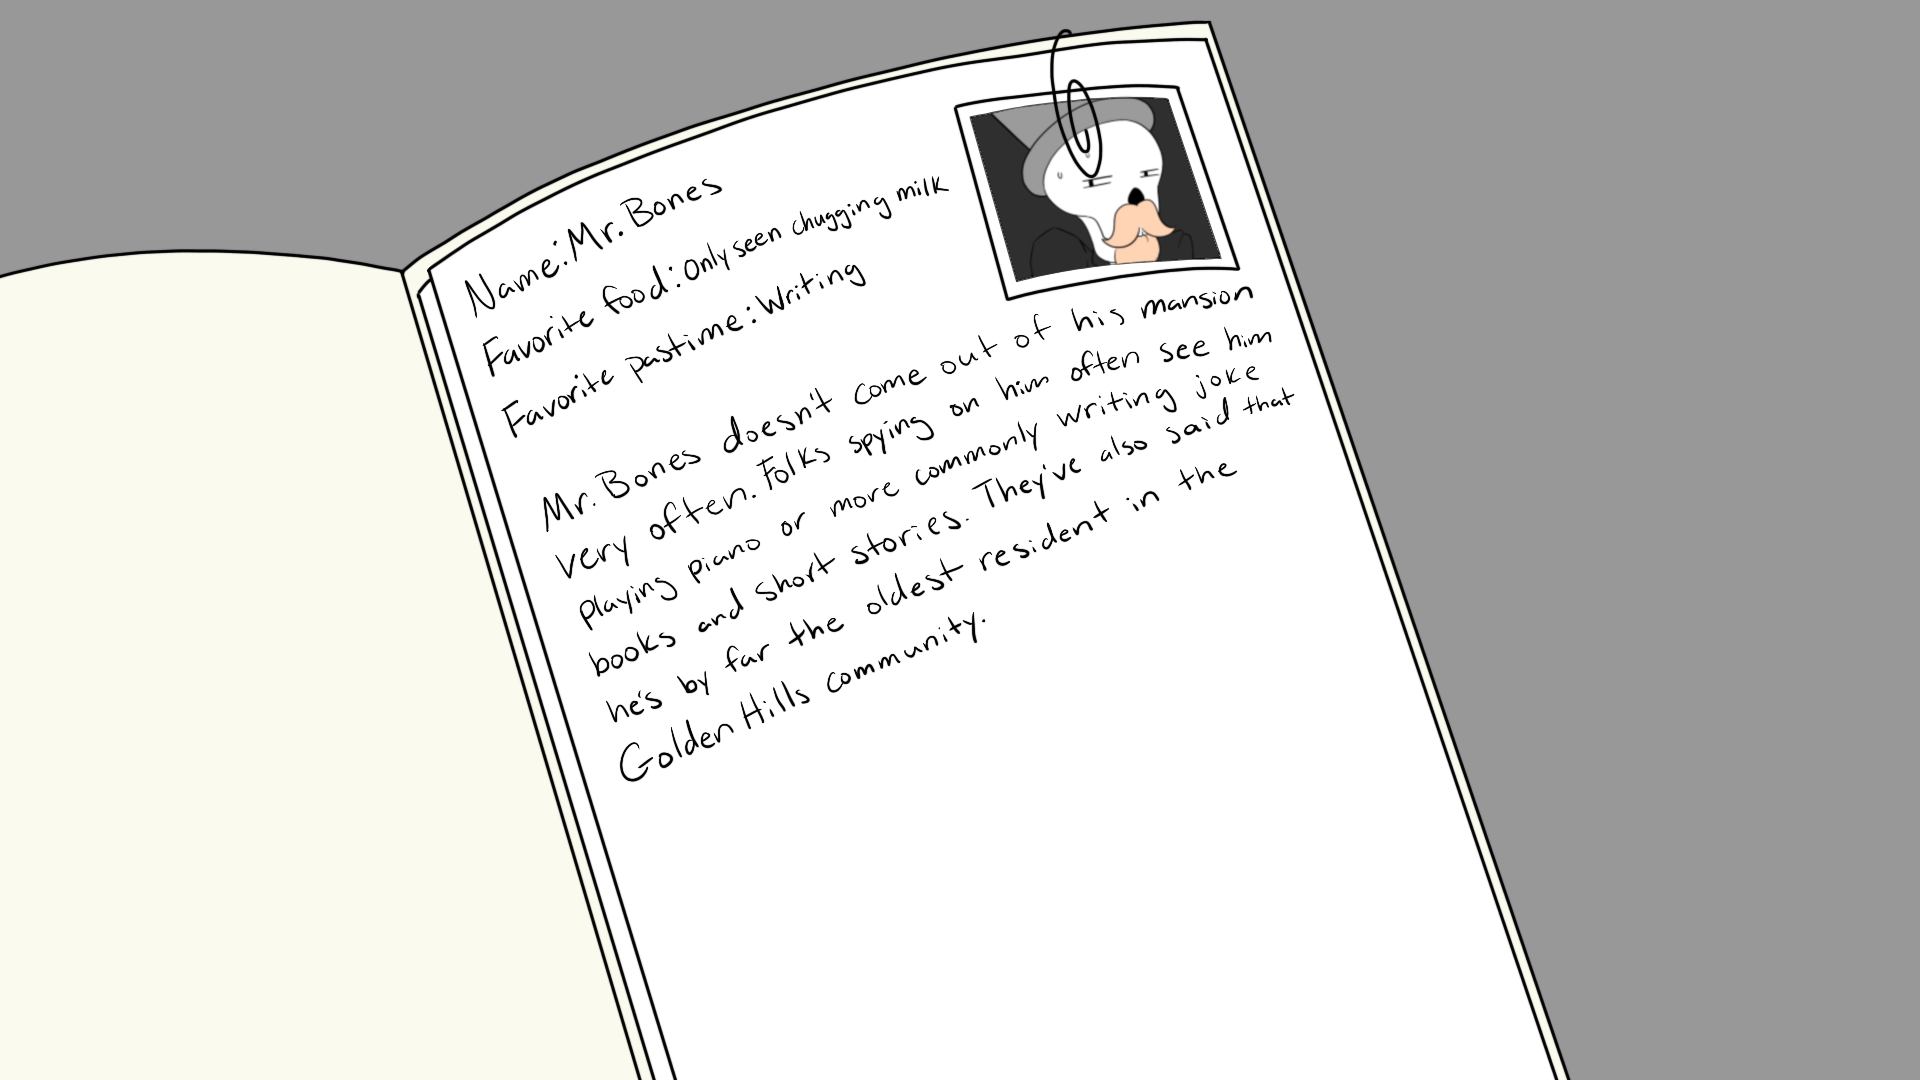 Name: Mr. Bones
Favorite food: Only seen chugging milk
Favorite pastime: Writing
Mr. Bones doesn't come out of his mansion
very often. Folks spying on him often see him
playing piano or more commonly writing joke
books and short stories. They've also said that
he's by far the oldest resident in the
Golden Hills community.